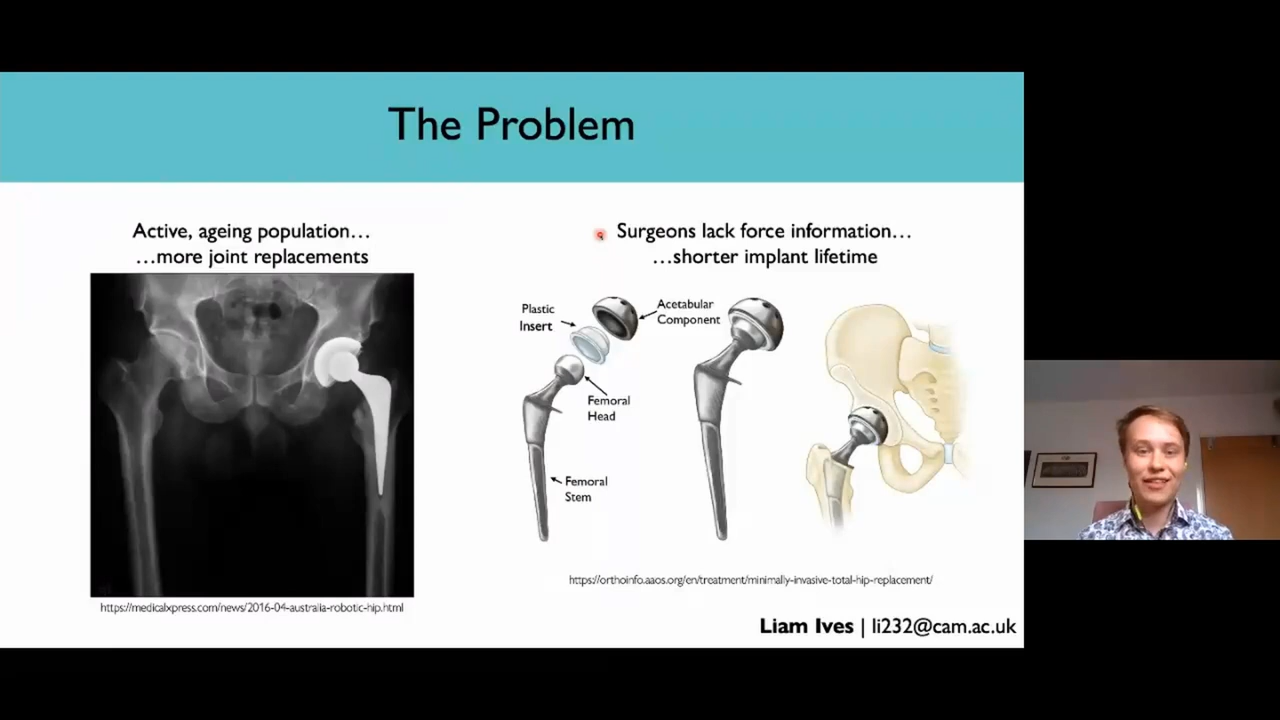 The Problem
Active, ageing population…
…more joint replacements
https://medicalxpress.com/news/2016-04-australia-robotic-hip.html
Surgeons lack force information…
…shorter implant lifetime
Plastic
Insert
Acetabular
Component
Femoral
Head
Femoral
Stem
https://orthoinfo.aaos.org/en/treatment/minimally-invasive-total-hip-replacement/
Liam Ives | li232@cam.ac.uk